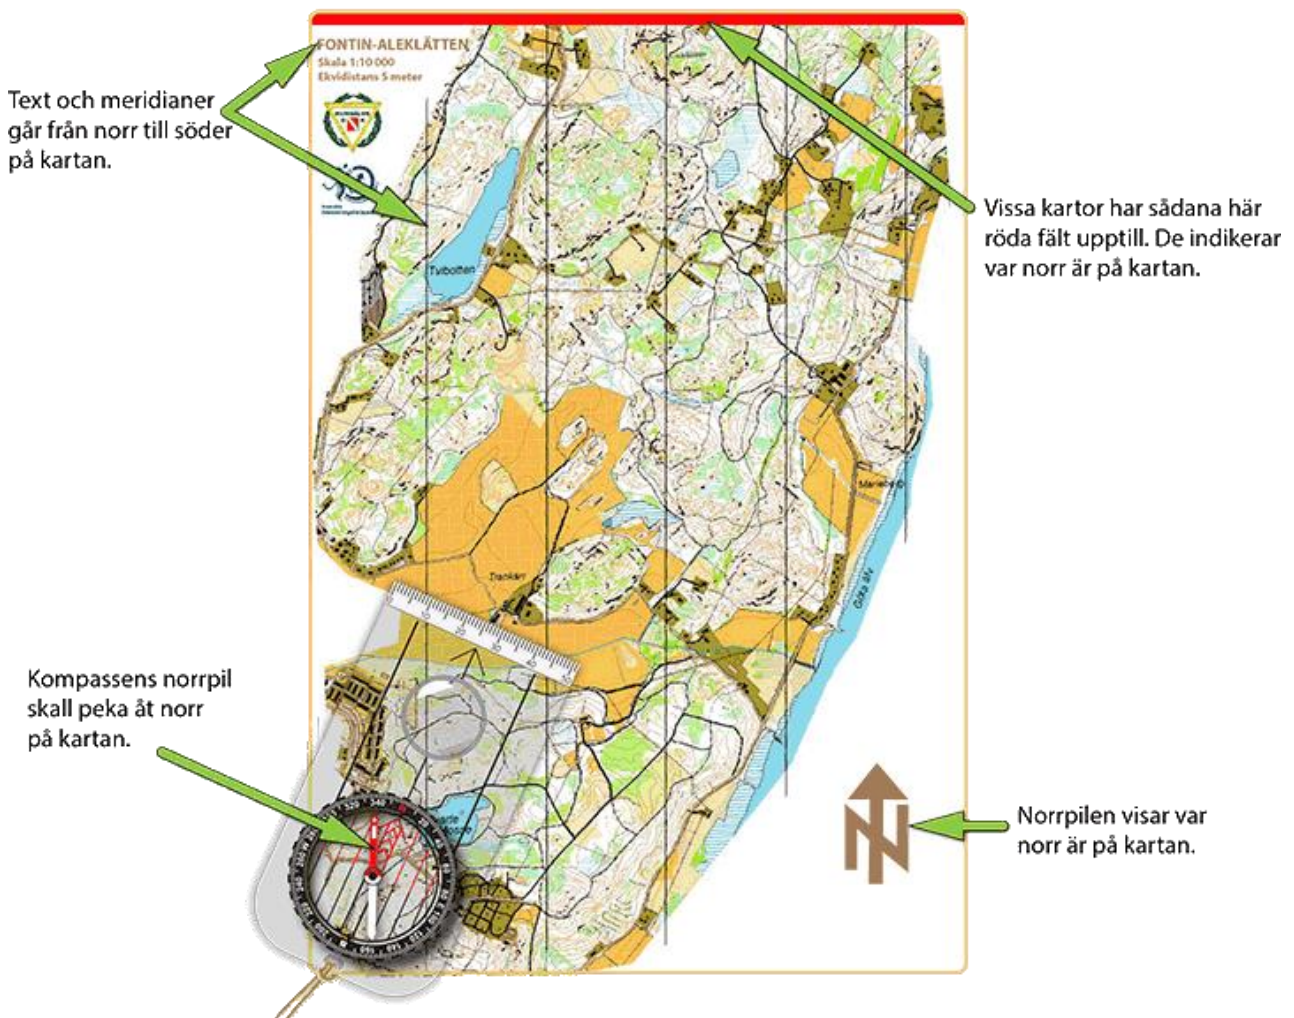 FONTIN-ALEKLÄTTEN
Skala 1:10 000
Ekvidistans 5 meter
Text och meridianer
går från norr till söder
på kartan.
Vissa kartor har sådana här
röda fält upptill. De indikerar
var norr är på kartan.
Tvibotten
Marieberg
Göta älv
Kompassens norrpil
skall peka åt norr
på kartan.
N
Norrpilen visar var
norr är på kartan.